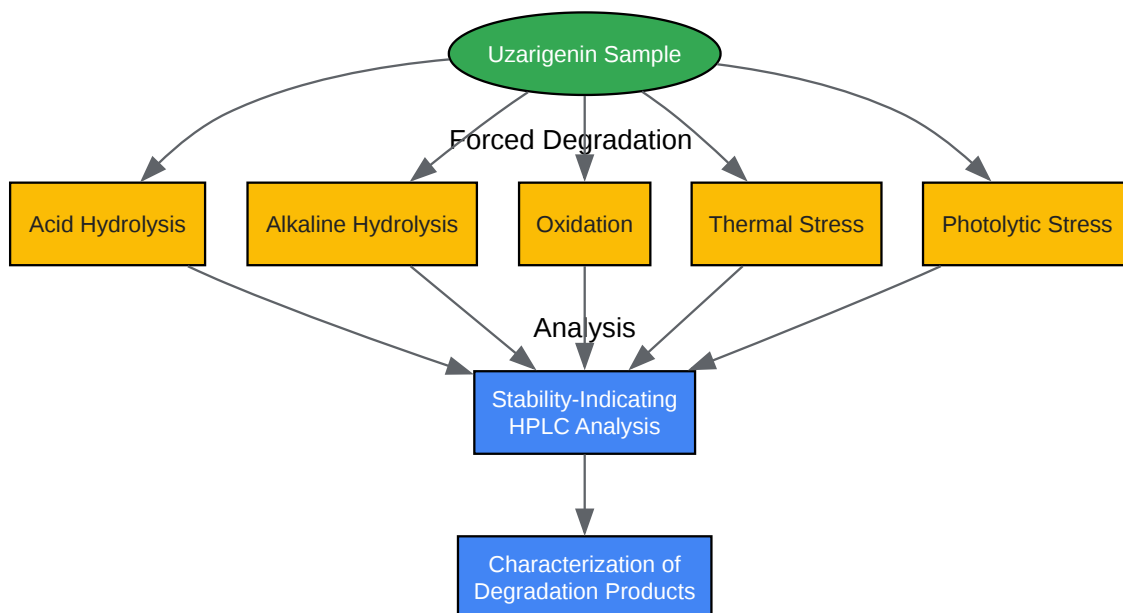 Uzarigenin Sample
Forced Degradation
Acid Hydrolysis
Alkaline Hydrolysis
Oxidation
Thermal Stress
Photolytic Stress
Analysis
Stability-Indicating
HPLC Analysis
Characterization of
Degradation Products